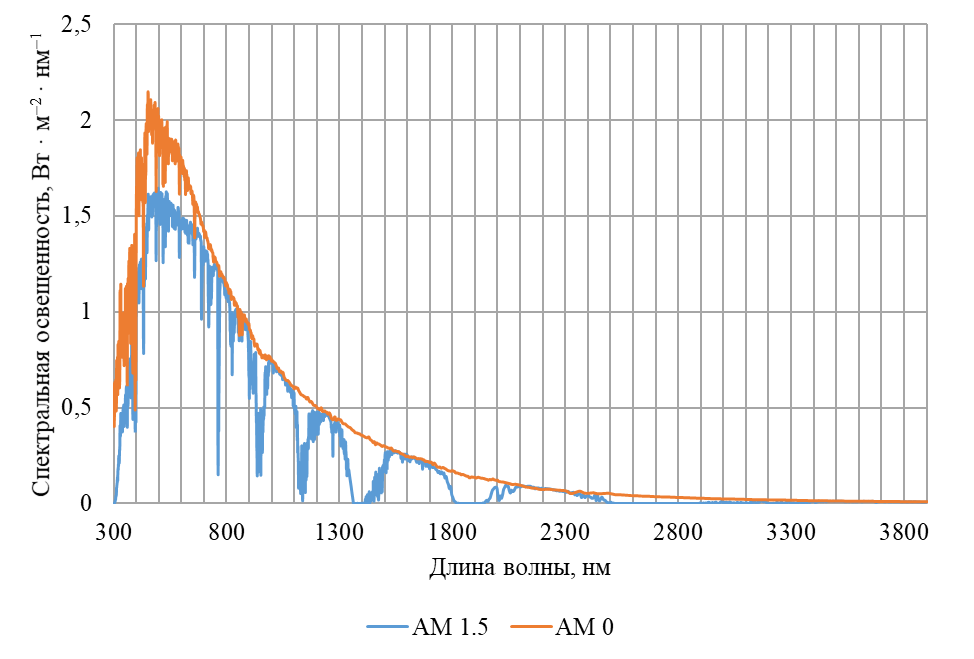 Спектральная освещенность, Вт · м⁻² · нм⁻¹
2,5
2
1,5
1
0,5
0
300 800 1300 1800 2300 2800 3300 3800
Длина волны, нм
AM 1.5 AM 0